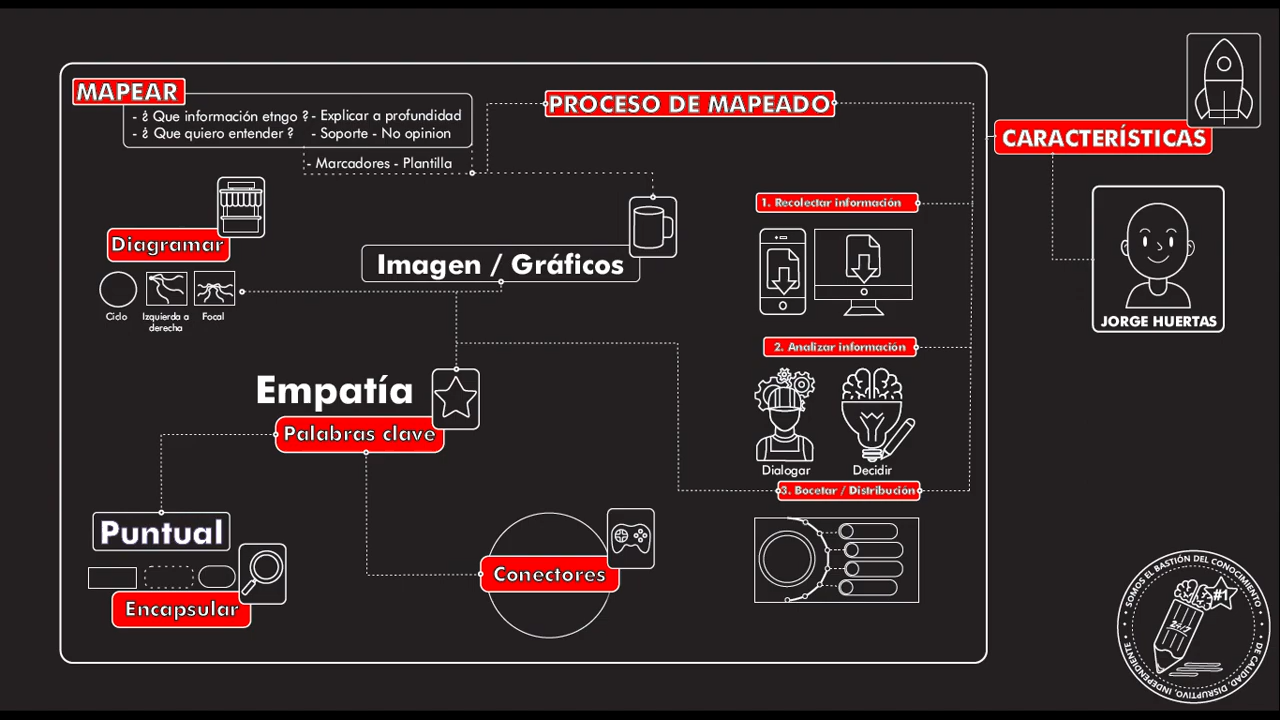 MAPEAR
- ¿ Que información etngo ? - Explicar a profundidad
- ¿ Que quiero entender ? - Soporte - No opinion
- Marcadores - Plantilla
PROCESO DE MAPEADO
CARACTERÍSTICAS
JORGE HUERTAS
Diagramar
Ciclo
Izquierda a
derecha
Focal
Imagen / Gráficos
1. Recolectar información
2. Analizar información
Dialogar
Decidir
3. Bocetar / Distribución
Empatía
Palabras clave
Puntual
Encapsular
Conectores
SOMOS EL BASTIÓN DEL CONOCIMIENTO
DE CALIDAD, DISRUPTIVO, INDEPENDIENTE
#1
24/7